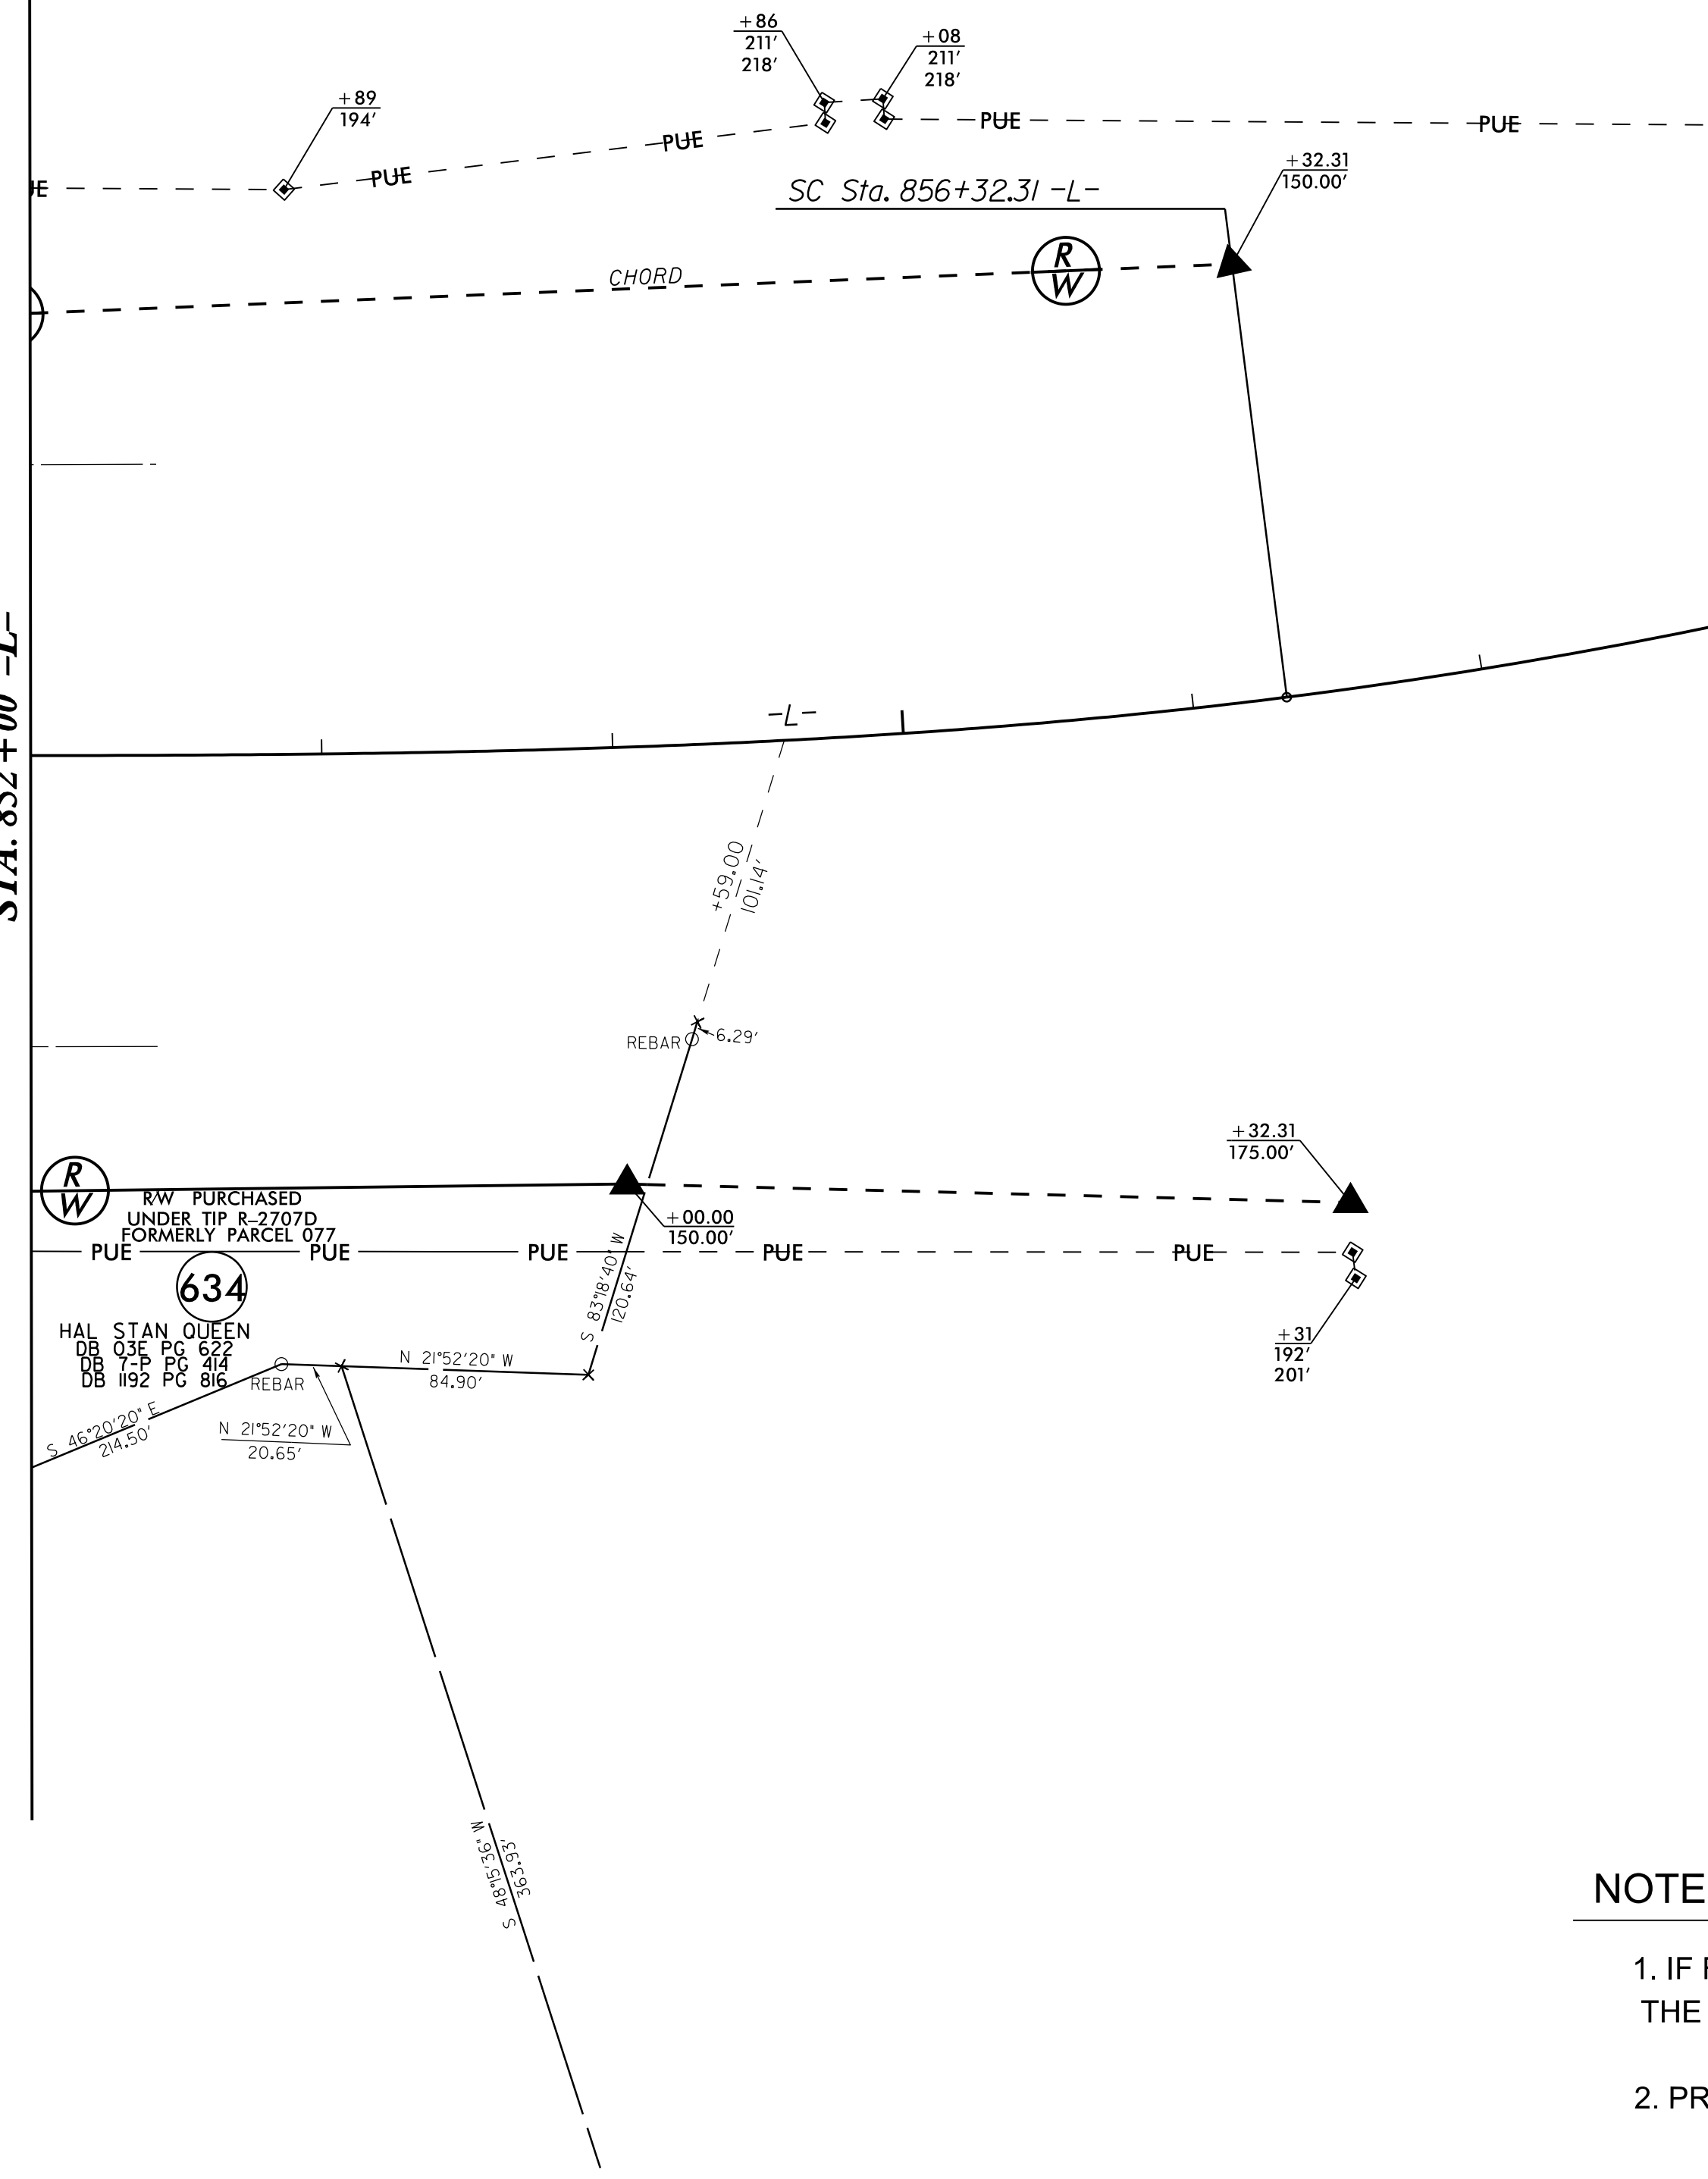 +86
211'
218'
+08
211'
218'
+89
194'
PUE
PUE
PUE
PUE
+32.31
150.00'
SC Sta. 856+32.31 -L-
CHORD
R
W
STA. 852+00 -L-
-L-
+59.00
101.14'
REBAR
6.29'
+32.31
175.00'
R
W
R/W PURCHASED
UNDER TIP R-2707D
FORMERLY PARCEL 077
+00.00
150.00'
PUE
PUE
PUE
PUE
PUE
634
S 83°18'40" W
120.64'
HAL STAN QUEEN
DB 03E PG 622
DB 7-P PG 414
DB 1192 PG 816
+31
192'
201'
N 21°52'20" W
84.90'
REBAR
S 46°20'20" E
214.50'
N 21°52'20" W
20.65'
S 48°15'36" W
363.93'
NOTE
1. IF
THE
2. PR